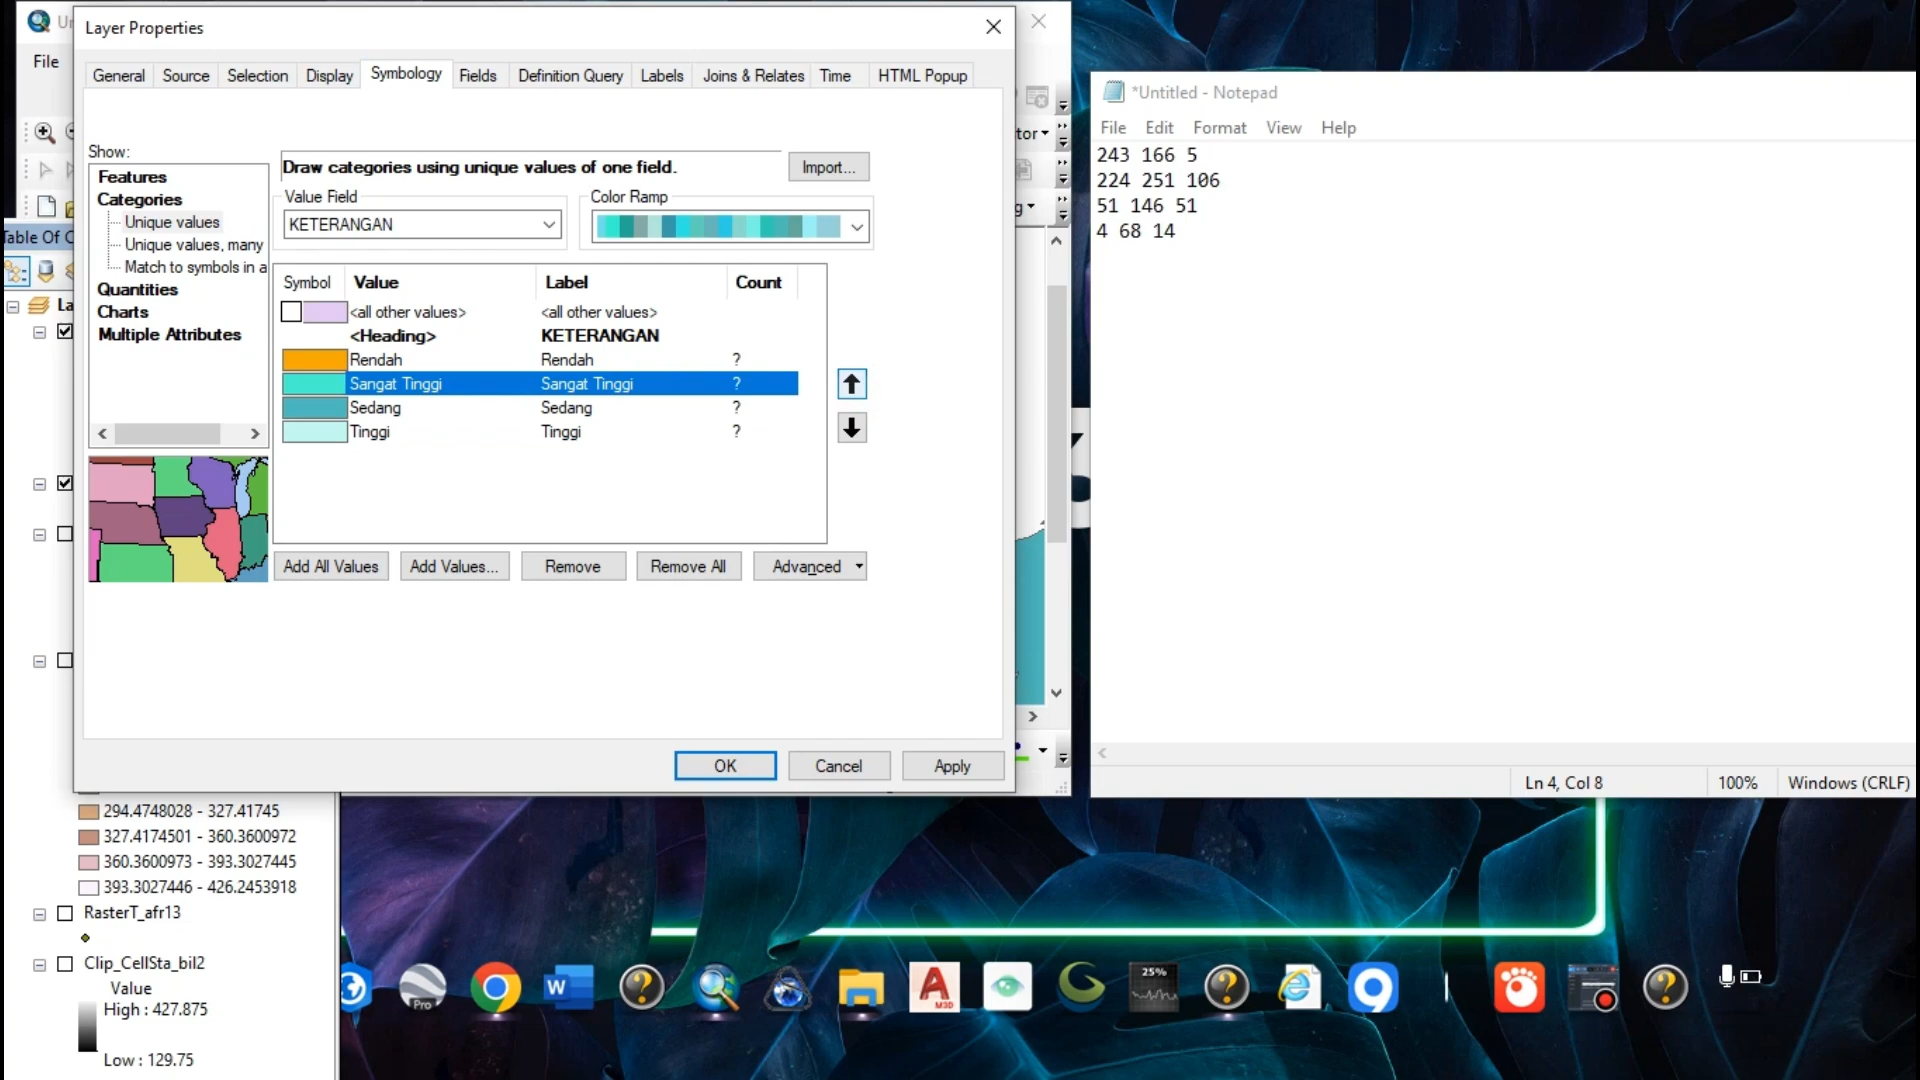 Layer Properties
File
General Source Selection Display Symbology Fields Definition Query Labels Joins & Relates Time HTML Popup
Show:
Features
Categories
Unique values
Unique values, many
Match to symbols in a
Quantities
Charts
Multiple Attributes
Draw categories using unique values of one field.
Import...
Value Field
KETERANGAN
Color Ramp
Symbol Value Label Count
<all other values> <all other values>
<Heading> KETERANGAN
Rendah Rendah ?
Sangat Tinggi Sangat Tinggi ?
Sedang Sedang ?
Tinggi Tinggi ?
Add All Values Add Values... Remove Remove All Advanced
OK Cancel Apply
Table Of C
La
tor
g
294.4748028 - 327.41745
327.4174501 - 360.3600972
360.3600973 - 393.3027445
393.3027446 - 426.2453918
RasterT_afr13
Clip_CellSta_bil2
Value
High : 427.875
Low : 129.75
*Untitled - Notepad
File Edit Format View Help
243 166 5
224 251 106
51 146 51
4 68 14
Ln 4, Col 8 100% Windows (CRLF)
Pro
W
A
M3D
25%